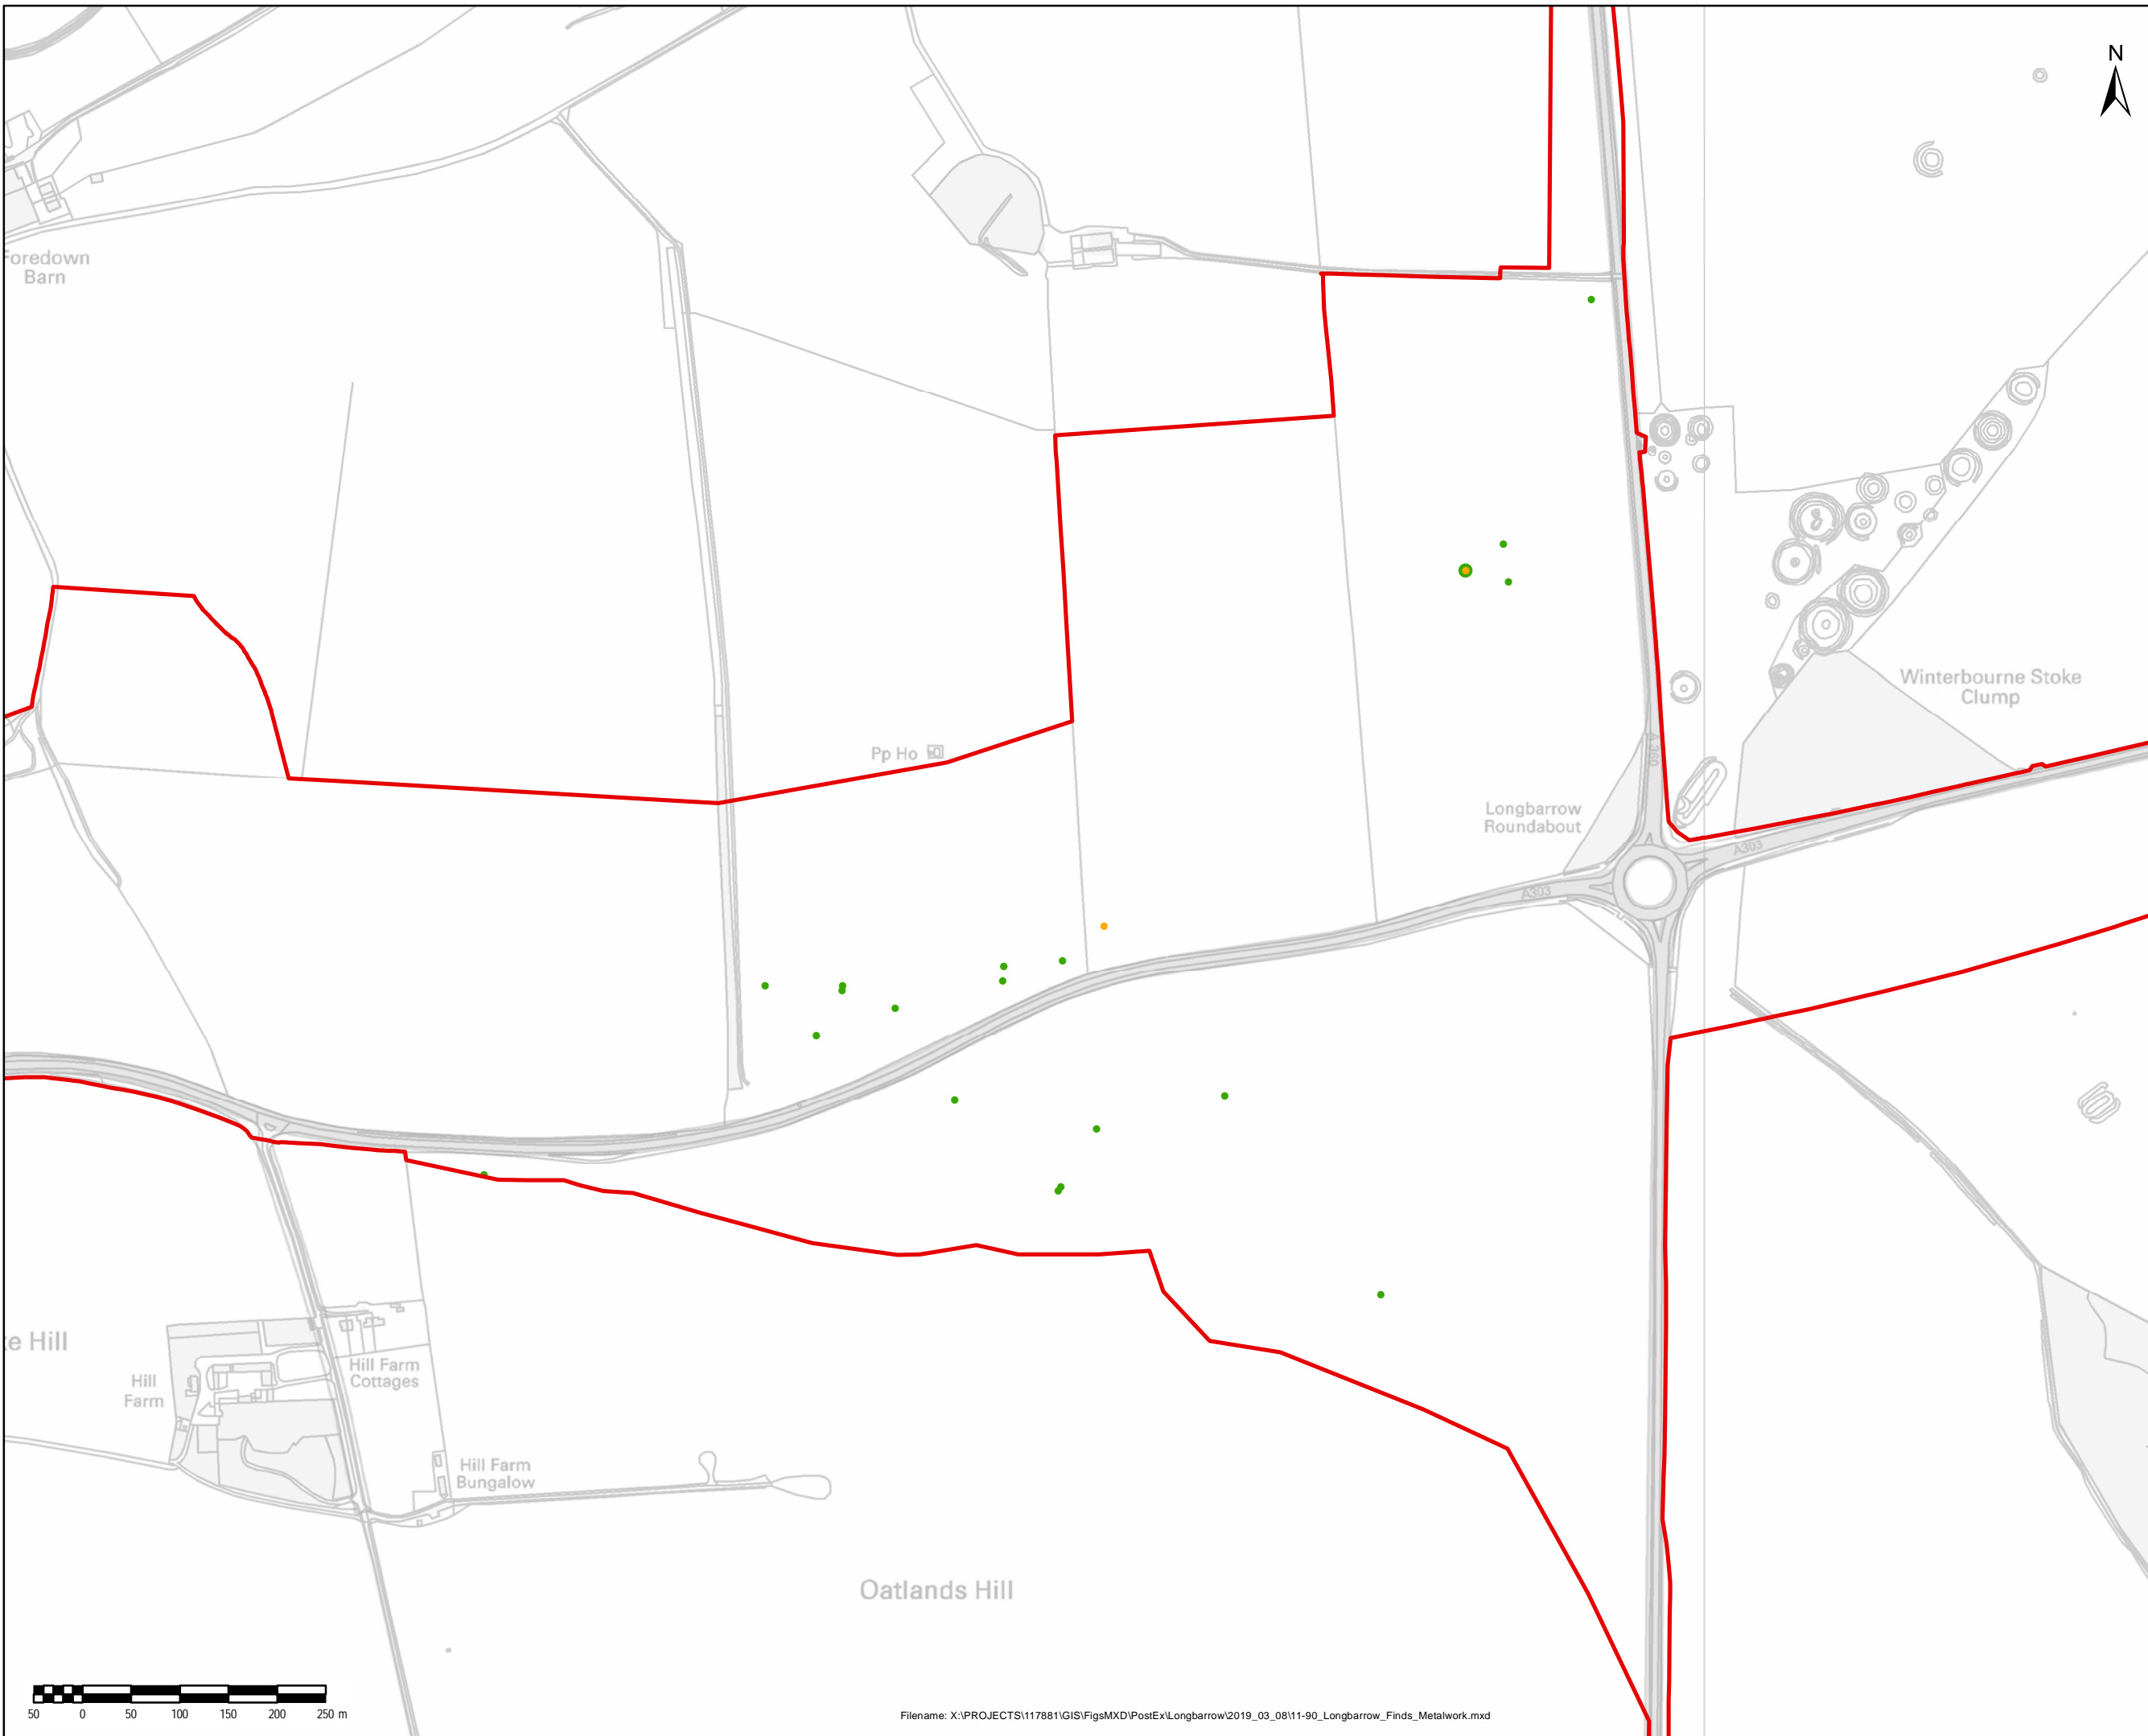 N
Foredown
Barn
Winterbourne Stoke
Clump
Pp Ho
A360
Longbarrow
Roundabout
A303
A303
e Hill
Hill Farm
Cottages
Hill
Farm
Hill Farm
Bungalow
Oatlands Hill
50 0 50 100 150 200 250 m
Filename: X:\PROJECTS\117881\GIS\FigsMXD\PostEx\Longbarrow\2019_03_08\11-90_Longbarrow_Finds_Metalwork.mxd